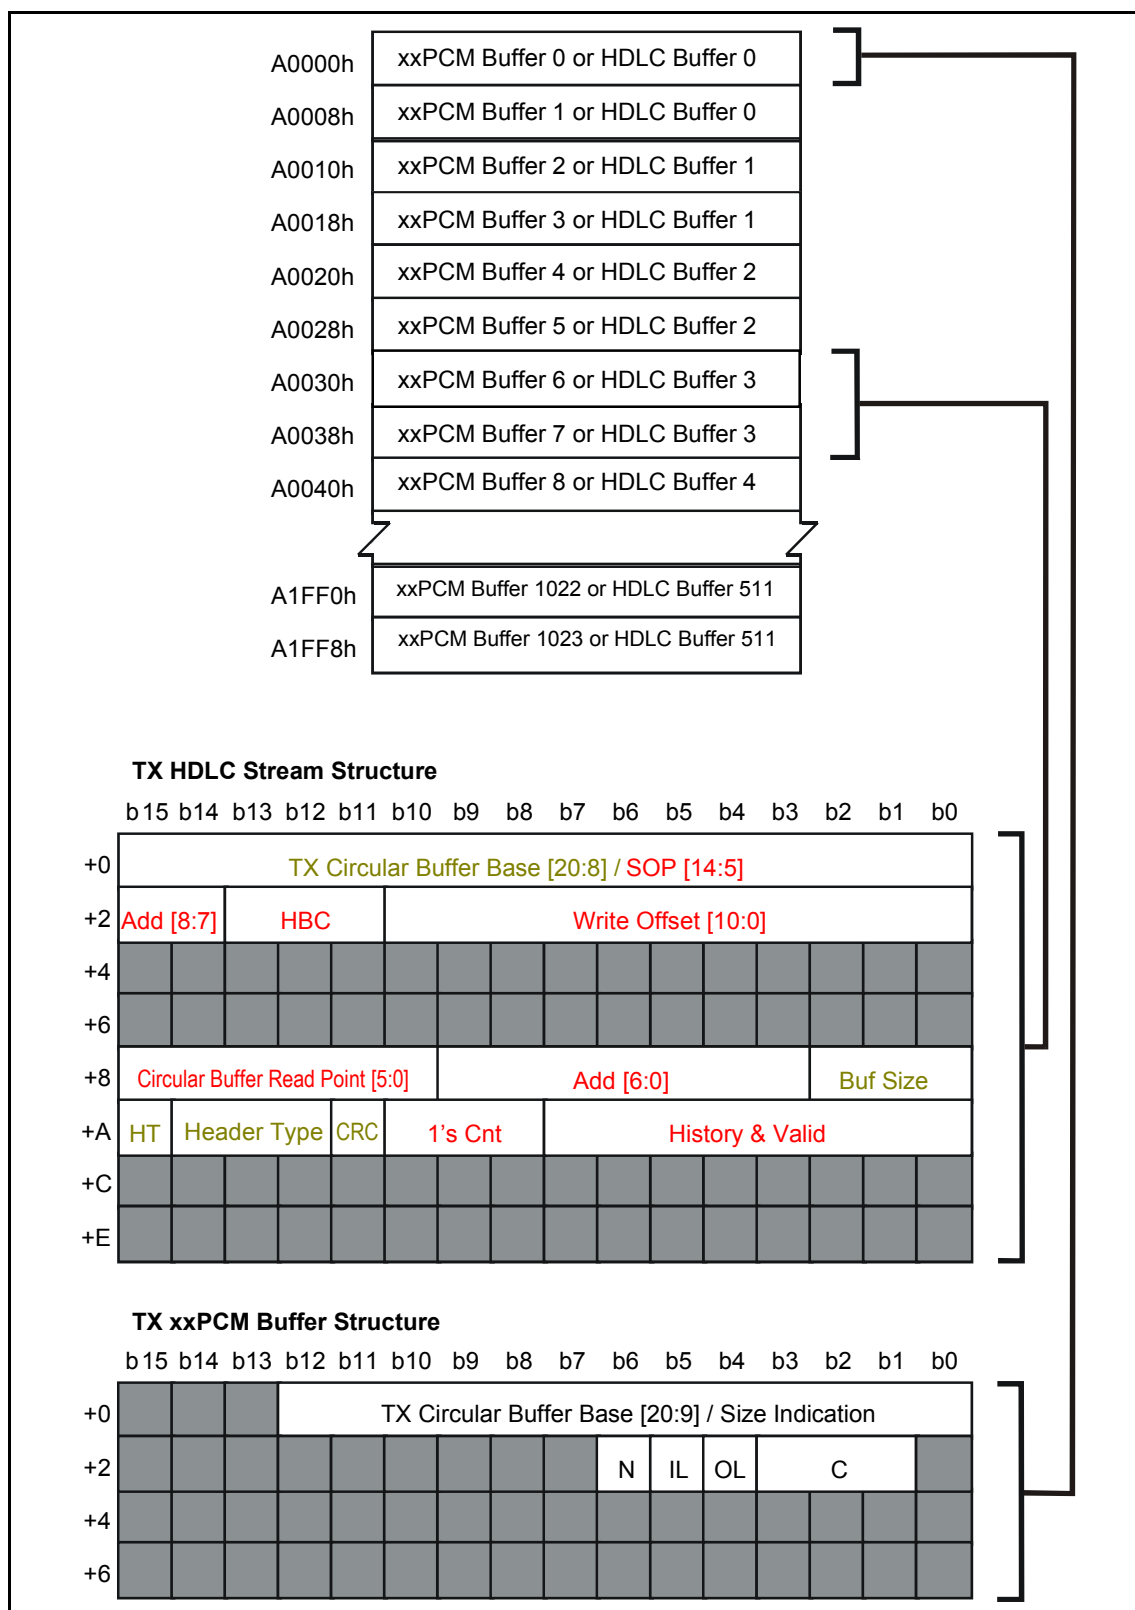 A0000h xxPCM Buffer 0 or HDLC Buffer 0
A0008h xxPCM Buffer 1 or HDLC Buffer 0
A0010h xxPCM Buffer 2 or HDLC Buffer 1
A0018h xxPCM Buffer 3 or HDLC Buffer 1
A0020h xxPCM Buffer 4 or HDLC Buffer 2
A0028h xxPCM Buffer 5 or HDLC Buffer 2
A0030h xxPCM Buffer 6 or HDLC Buffer 3
A0038h xxPCM Buffer 7 or HDLC Buffer 3
A0040h xxPCM Buffer 8 or HDLC Buffer 4
A1FF0h xxPCM Buffer 1022 or HDLC Buffer 511
A1FF8h xxPCM Buffer 1023 or HDLC Buffer 511
TX HDLC Stream Structure
b15 b14 b13 b12 b11 b10 b9 b8 b7 b6 b5 b4 b3 b2 b1 b0
+0 TX Circular Buffer Base [20:8] / SOP [14:5]
+2 Add [8:7] HBC Write Offset [10:0]
+4
+6
+8 Circular Buffer Read Point [5:0] Add [6:0] Buf Size
+A HT Header Type CRC 1's Cnt History & Valid
+C
+E
TX xxPCM Buffer Structure
b15 b14 b13 b12 b11 b10 b9 b8 b7 b6 b5 b4 b3 b2 b1 b0
+0 TX Circular Buffer Base [20:9] / Size Indication
+2 N IL OL C
+4
+6